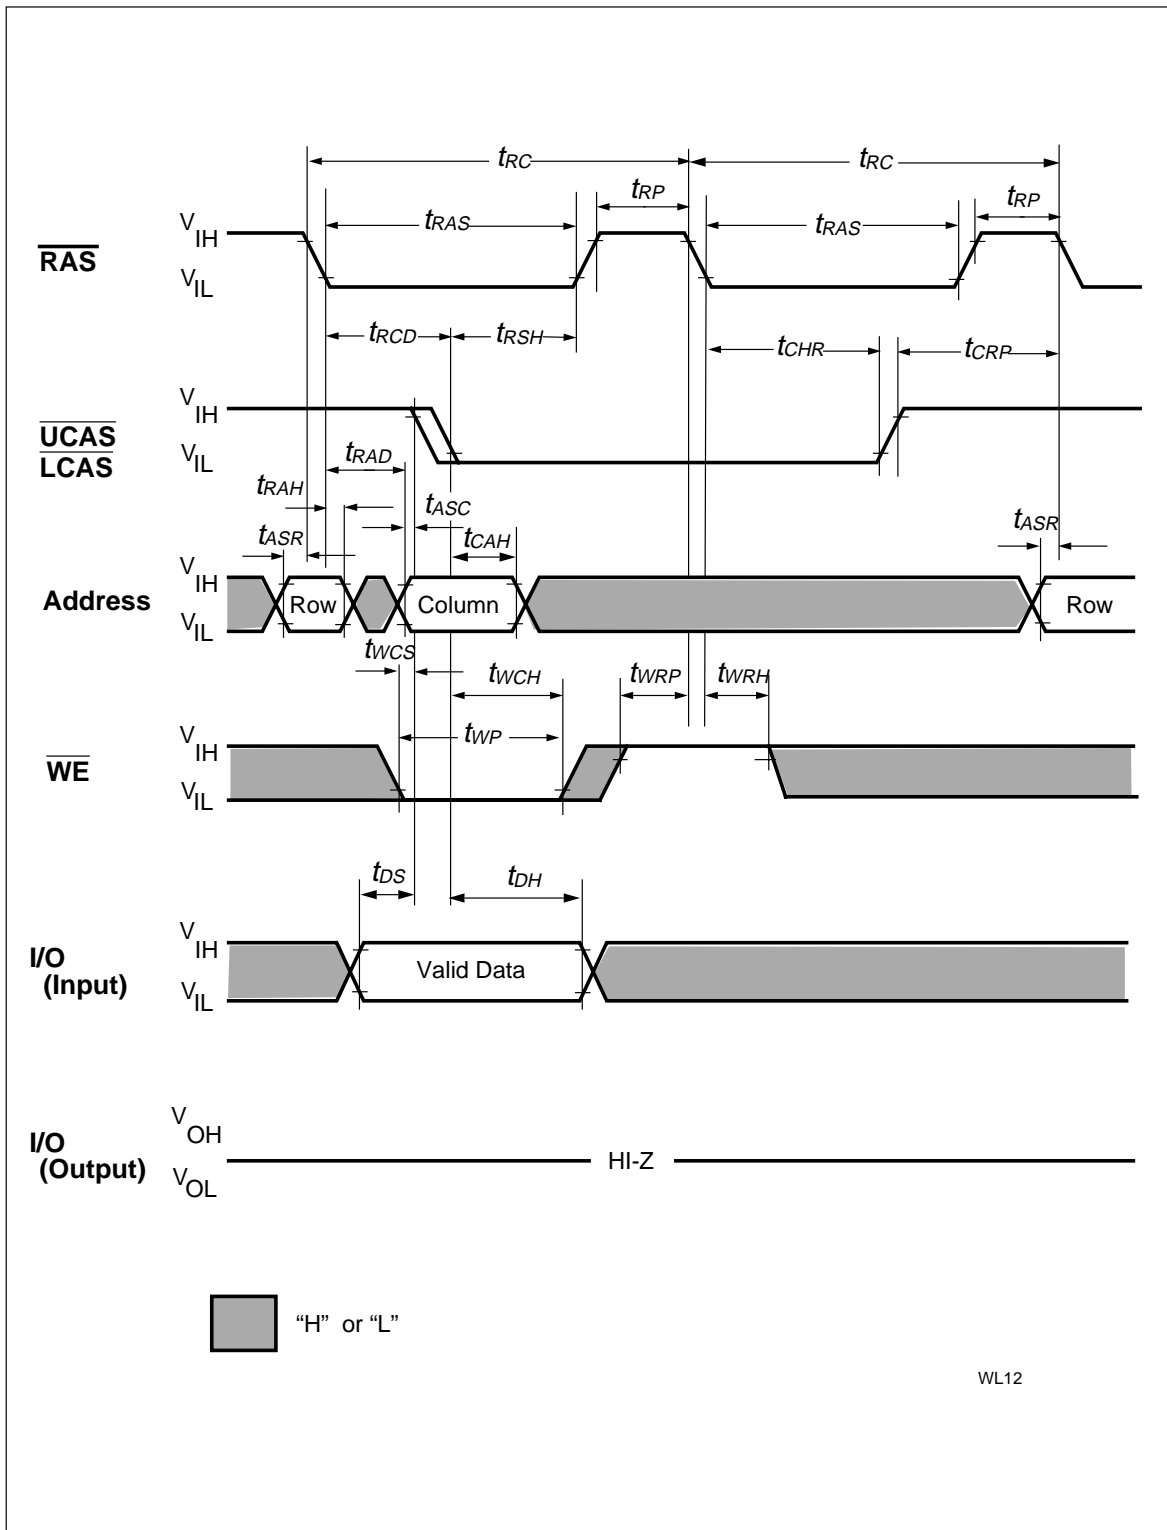 tRC tRC
tRP tRP
tRAS tRAS
VIH
RAS
VIL
tRCD tRSH tCHR tCRP
VIH
UCAS
LCAS
VIL
tRAD
tRAH
tASC
tASR tCAH tASR
VIH
Address Row Column Row
VIL
tWCS
tWCH tWRP tWRH
tWP
VIH
WE
VIL
tDS tDH
VIH
I/O
(Input) Valid Data
VIL
VOH
I/O
(Output) HI-Z
VOL
“H” or “L”
WL12